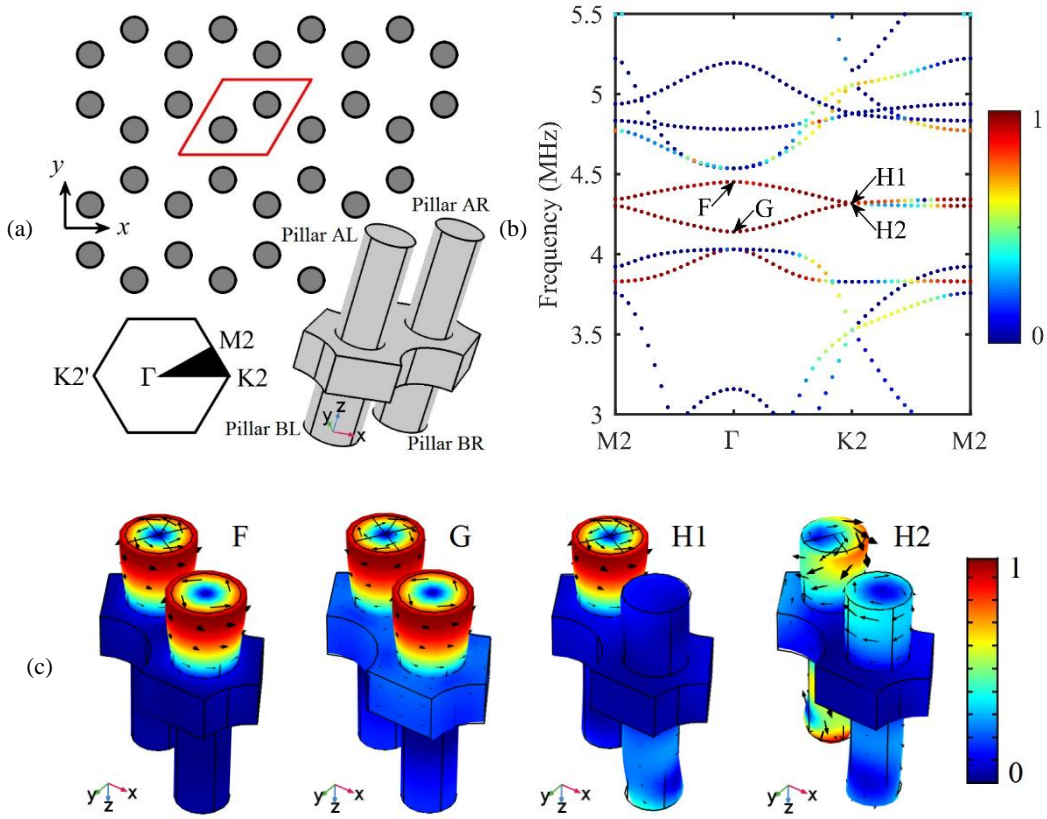 (a)
y
x
Pillar AR
Pillar AL
M2
K2'
Γ
K2
Pillar BL
y z x
Pillar BR
(b)
Frequency (MHz)
5.5
5
4.5
4
3.5
3
M2
Γ
K2
M2
F
G
H1
H2
1
0
(c)
F
G
H1
H2
y x
z
y x
z
y x
z
y x
z
1
0